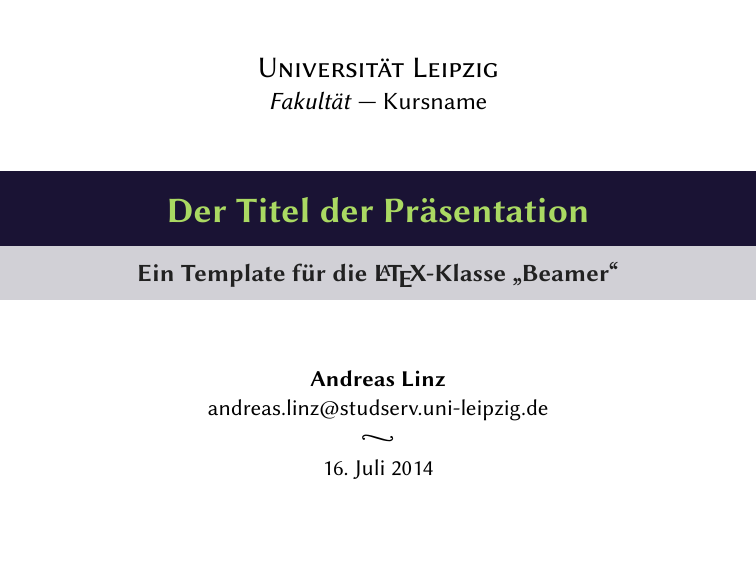 Universität Leipzig
Fakultät — Kursname
Der Titel der Präsentation
Ein Template für die LATEX-Klasse „Beamer“
Andreas Linz
andreas.linz@studserv.uni-leipzig.de
16. Juli 2014